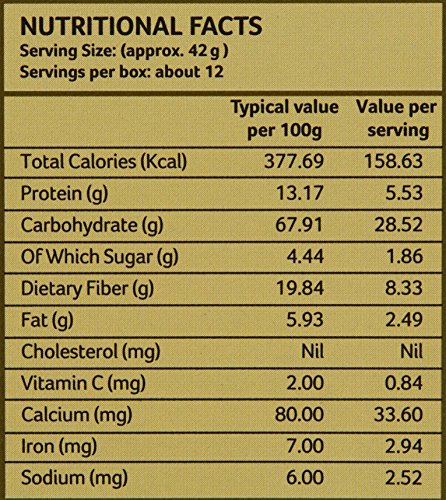 NUTRITIONAL FACTS
Serving Size: (approx. 42 g )
Servings per box: about 12
Typical value per 100g Value per serving
Total Calories (Kcal) 377.69 158.63
Protein (g) 13.17 5.53
Carbohydrate (g) 67.91 28.52
Of Which Sugar (g) 4.44 1.86
Dietary Fiber (g) 19.84 8.33
Fat (g) 5.93 2.49
Cholesterol (mg) Nil Nil
Vitamin C (mg) 2.00 0.84
Calcium (mg) 80.00 33.60
Iron (mg) 7.00 2.94
Sodium (mg) 6.00 2.52